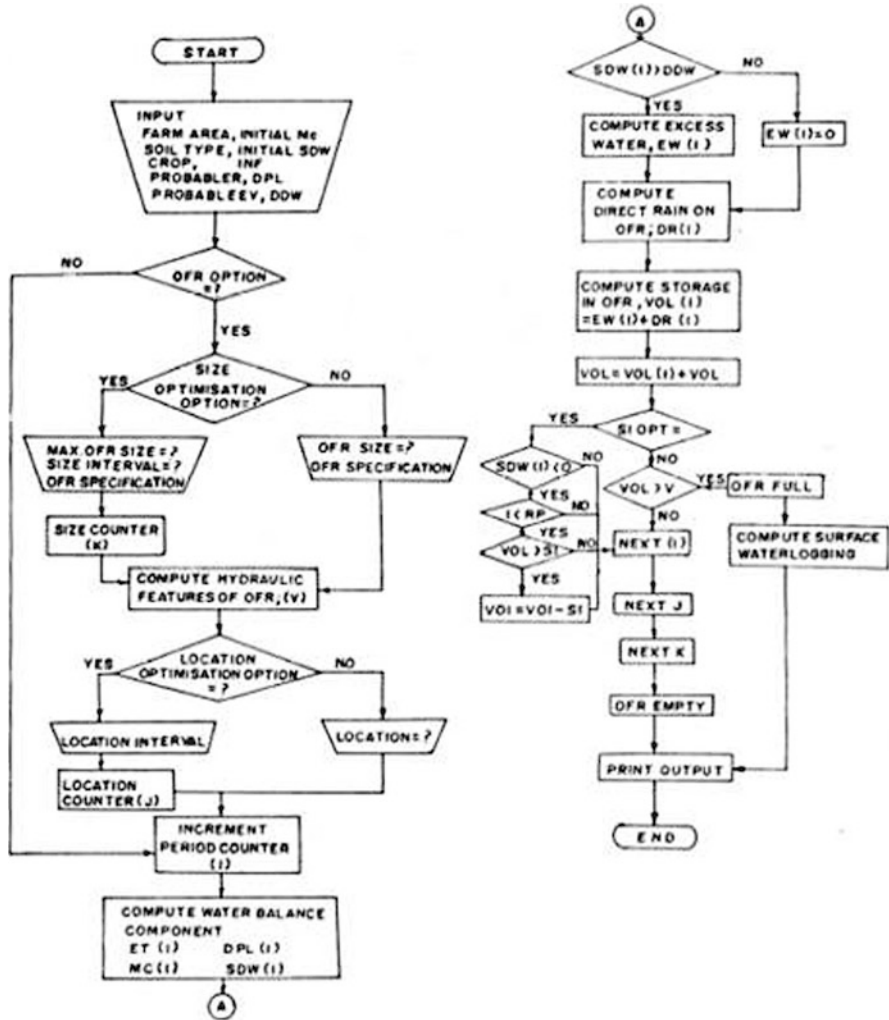 START
INPUT
FARM AREA, INITIAL MC
SOIL TYPE, INITIAL SDW
CROP, INF
PROBABLER, DPL
PROBABLEEV, DDW
NO
OFR OPTION
=?
YES
YES
SIZE
OPTIMISATION
OPTION=?
NO
MAX. OFR SIZE=?
SIZE INTERVAL=?
OFR SPECIFICATION
OFR SIZE=?
OFR SPECIFICATION
SIZE COUNTER
(K)
COMPUTE HYDRAULIC
FEATURES OF OFR,(V)
YES
LOCATION
OPTIMISATION OPTION
=?
NO
LOCATION INTERVAL
LOCATION=?
LOCATION
COUNTER(J)
INCREMENT
PERIOD COUNTER
(I)
COMPUTE WATER BALANCE
COMPONENT
ET (I) DPL(I)
MC(I) SDW(I)
A
A
SDW(I)>DDW
NO
YES
COMPUTE EXCESS
WATER, EW(I)
EW(I)=0
COMPUTE
DIRECT RAIN ON
OFR, DR(I)
COMPUTE STORAGE
IN OFR, VOL(I)
=EW(I)+DR(I)
VOL=VOL(I)+VOL
YES
SI OPT=
NO
SDW(I)<0
NO
VOL>V
YES
OFR FULL
YES
I<RP
NO
NO
YES
VOL>SI
NO
NEXT(I)
COMPUTE SURFACE
WATERLOGGING
YES
VOl=VOl-SI
NEXT J
NEXT K
OFR EMPTY
PRINT OUTPUT
END